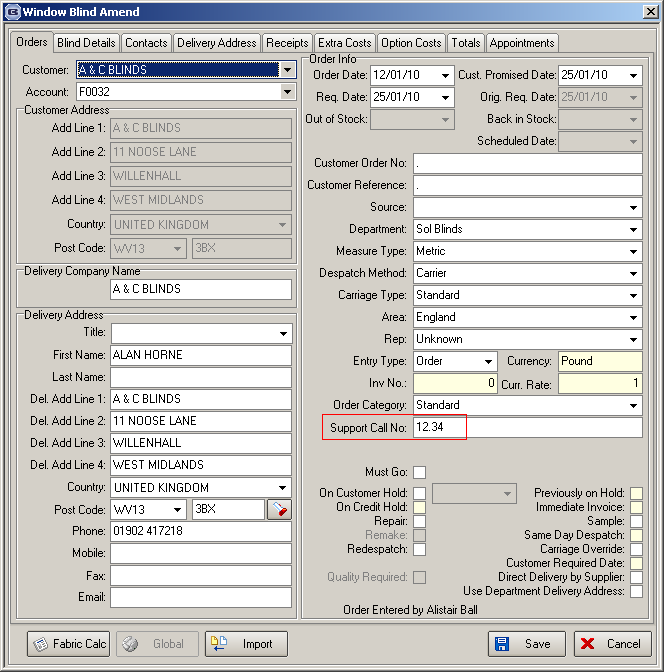 Window Blind Amend
Orders Blind Details Contacts Delivery Address Receipts Extra Costs Option Costs Totals Appointments
Customer: A & C BLINDS
Account: F0032
Customer Address
Add Line 1: A & C BLINDS
Add Line 2: 11 NOOSE LANE
Add Line 3: WILLENHALL
Add Line 4: WEST MIDLANDS
Country: UNITED KINGDOM
Post Code: WV13 3BX
Delivery Company Name
A & C BLINDS
Delivery Address
Title:
First Name: ALAN HORNE
Last Name:
Del. Add Line 1: A & C BLINDS
Del. Add Line 2: 11 NOOSE LANE
Del. Add Line 3: WILLENHALL
Del. Add Line 4: WEST MIDLANDS
Country: UNITED KINGDOM
Post Code: WV13 3BX
Phone: 01902 417218
Mobile:
Fax:
Email:
Order Info
Order Date: 12/01/10 Cust. Promised Date: 25/01/10
Req. Date: 25/01/10 Orig. Req. Date: 25/01/10
Out of Stock: Back in Stock:
Scheduled Date:
Customer Order No: .
Customer Reference: .
Source:
Department: Sol Blinds
Measure Type: Metric
Despatch Method: Carrier
Carriage Type: Standard
Area: England
Rep: Unknown
Entry Type: Order Currency: Pound
Inv No.: 0 Curr. Rate: 1
Order Category: Standard
Support Call No: 12.34
Must Go:
On Customer Hold: Previously on Hold:
On Credit Hold: Immediate Invoice:
Repair: Sample:
Remake: Same Day Despatch:
Redespatch: Carriage Override:
Customer Required Date:
Quality Required: Direct Delivery by Supplier:
Use Department Delivery Address:
Order Entered by Alistair Ball
Fabric Calc Global Import Save Cancel